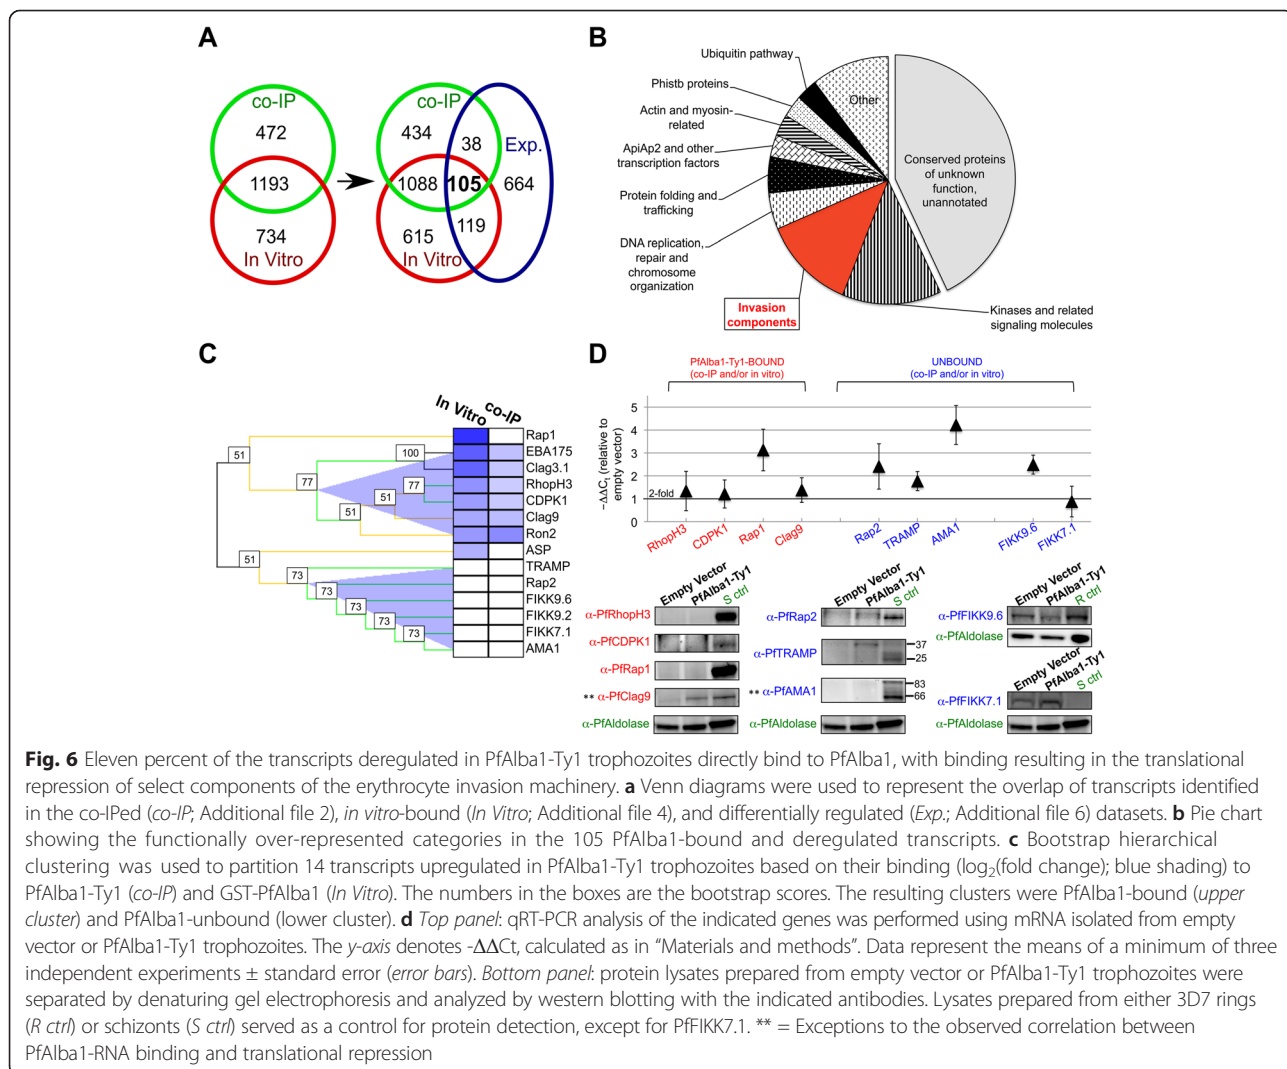 A
co-IP
472
1193
734
In Vitro
co-IP
434
38
Exp.
1088
105
664
119
615
In Vitro
B
Ubiquitin pathway
Phistb proteins
Actin and myosin-
related
ApiAp2 and other
transcription factors
Protein folding and
trafficking
DNA replication,
repair and
chromosome
organization
Invasion
components
Other
Conserved proteins
of unknown
function,
unannotated
Kinases and related
signaling molecules
C
In Vitro
co-IP
51
77
100
77
51
51
51
73
73
73
73
73
Rap1
EBA175
Clag3.1
RhopH3
CDPK1
Clag9
Ron2
ASP
TRAMP
Rap2
FIKK9.6
FIKK9.2
FIKK7.1
AMA1
D
PfAlba1-Ty1-BOUND
(co-IP and/or in vitro)
UNBOUND
(co-IP and/or in vitro)
-ΔΔCt (relative to
empty vector)
5
4
3
2
1
0
2-fold
RhopH3
CDPK1
Rap1
Clag9
Rap2
TRAMP
AMA1
FIKK9.6
FIKK7.1
Empty Vector
PfAlba1-Ty1
S ctrl
α-PfRhopH3
α-PfCDPK1
α-PfRap1
** α-PfClag9
α-PfAldolase
Empty Vector
PfAlba1-Ty1
S ctrl
α-PfRap2
α-PfTRAMP
37
25
** α-PfAMA1
83
66
α-PfAldolase
Empty Vector
PfAlba1-Ty1
R ctrl
α-PfFIKK9.6
α-PfAldolase
Empty Vector
PfAlba1-Ty1
S ctrl
α-PfFIKK7.1
α-PfAldolase
Fig. 6 Eleven percent of the transcripts deregulated in PfAlba1-Ty1 trophozoites directly bind to PfAlba1, with binding resulting in the translational
repression of select components of the erythrocyte invasion machinery. a Venn diagrams were used to represent the overlap of transcripts identified
in the co-IPed (co-IP; Additional file 2), in vitro-bound (In Vitro; Additional file 4), and differentially regulated (Exp.; Additional file 6) datasets. b Pie chart
showing the functionally over-represented categories in the 105 PfAlba1-bound and deregulated transcripts. c Bootstrap hierarchical
clustering was used to partition 14 transcripts upregulated in PfAlba1-Ty1 trophozoites based on their binding (log2(fold change); blue shading) to
PfAlba1-Ty1 (co-IP) and GST-PfAlba1 (In Vitro). The numbers in the boxes are the bootstrap scores. The resulting clusters were PfAlba1-bound (upper
cluster) and PfAlba1-unbound (lower cluster). d Top panel: qRT-PCR analysis of the indicated genes was performed using mRNA isolated from empty
vector or PfAlba1-Ty1 trophozoites. The y-axis denotes -ΔΔCt, calculated as in “Materials and methods”. Data represent the means of a minimum of three
independent experiments ± standard error (error bars). Bottom panel: protein lysates prepared from empty vector or PfAlba1-Ty1 trophozoites were
separated by denaturing gel electrophoresis and analyzed by western blotting with the indicated antibodies. Lysates prepared from either 3D7 rings
(R ctrl) or schizonts (S ctrl) served as a control for protein detection, except for PfFIKK7.1. ** = Exceptions to the observed correlation between
PfAlba1-RNA binding and translational repression